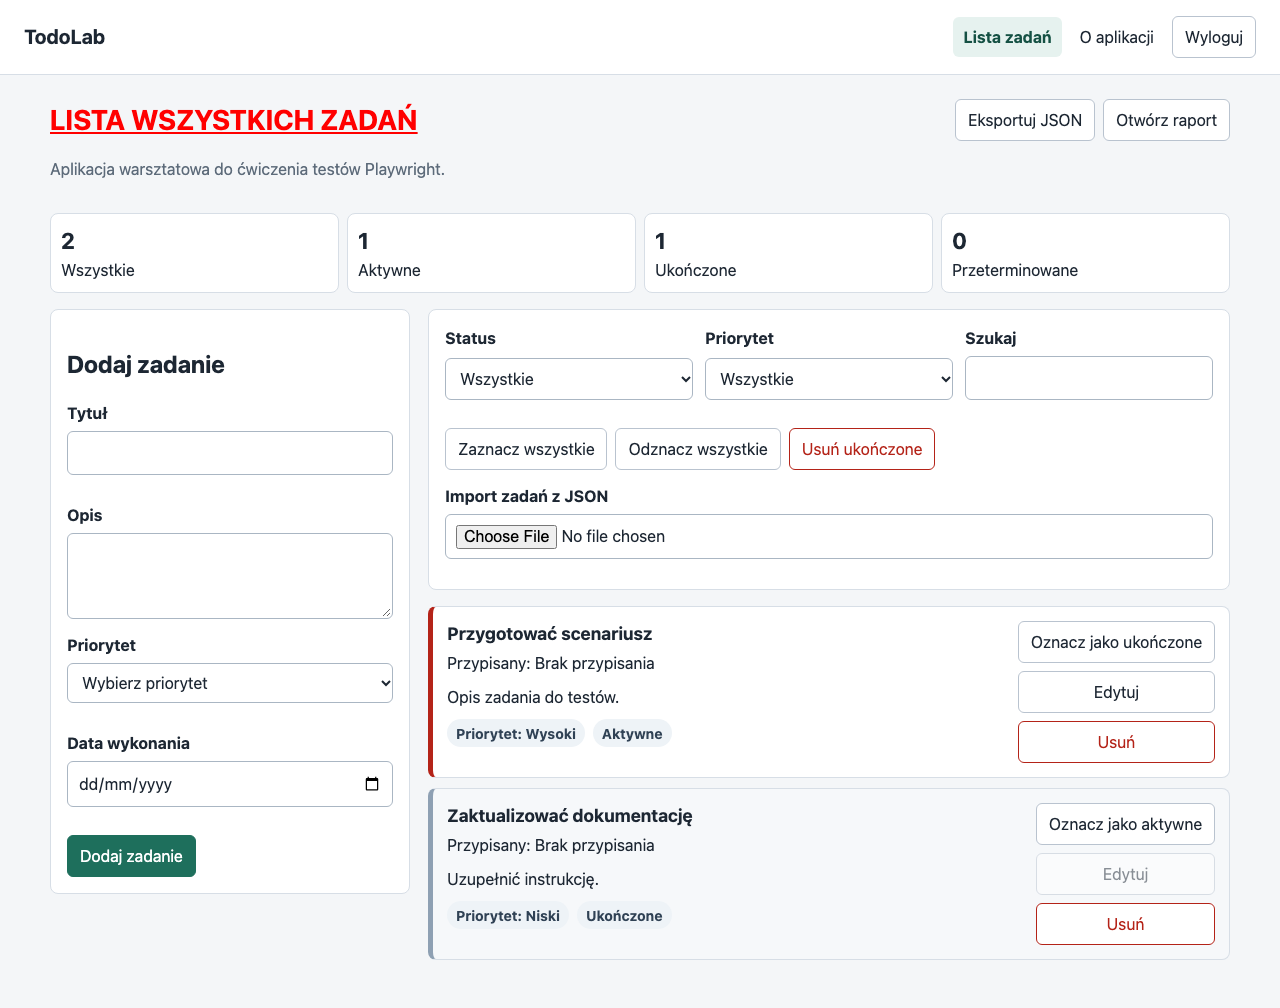 TodoLab
Lista zadań
O aplikacji
Wyloguj
LISTA WSZYSTKICH ZADAŃ
Eksportuj JSON
Otwórz raport
Aplikacja warsztatowa do ćwiczenia testów Playwright.
2
Wszystkie
1
Aktywne
1
Ukończone
0
Przeterminowane
Dodaj zadanie
Tytuł
Opis
Priorytet
Wybierz priorytet
Data wykonania
dd/mm/yyyy
Dodaj zadanie
Status
Wszystkie
Priorytet
Wszystkie
Szukaj
Zaznacz wszystkie
Odznacz wszystkie
Usuń ukończone
Import zadań z JSON
Choose File No file chosen
Przygotować scenariusz
Przypisany: Brak przypisania
Opis zadania do testów.
Priorytet: Wysoki
Aktywne
Oznacz jako ukończone
Edytuj
Usuń
Zaktualizować dokumentację
Przypisany: Brak przypisania
Uzupełnić instrukcję.
Priorytet: Niski
Ukończone
Oznacz jako aktywne
Edytuj
Usuń